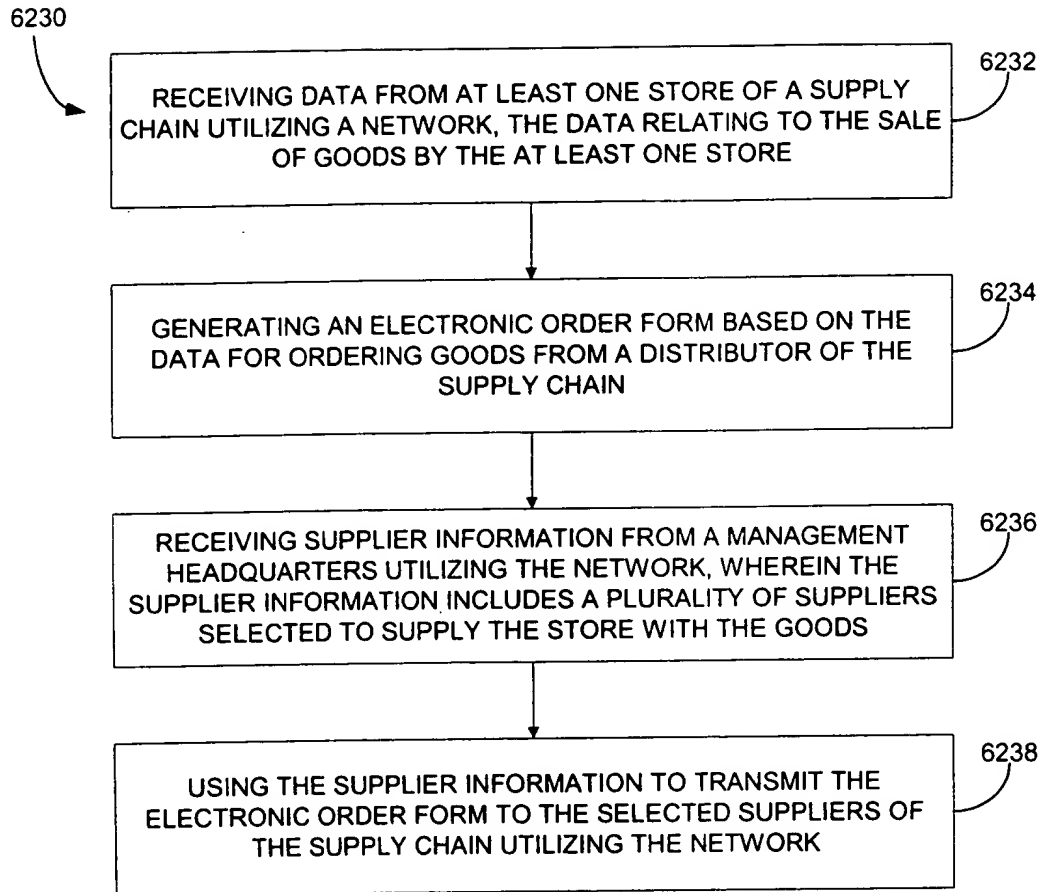 6230
6232
RECEIVING DATA FROM AT LEAST ONE STORE OF A SUPPLY
CHAIN UTILIZING A NETWORK, THE DATA RELATING TO THE SALE
OF GOODS BY THE AT LEAST ONE STORE
6234
GENERATING AN ELECTRONIC ORDER FORM BASED ON THE
DATA FOR ORDERING GOODS FROM A DISTRIBUTOR OF THE
SUPPLY CHAIN
6236
RECEIVING SUPPLIER INFORMATION FROM A MANAGEMENT
HEADQUARTERS UTILIZING THE NETWORK, WHEREIN THE
SUPPLIER INFORMATION INCLUDES A PLURALITY OF SUPPLIERS
SELECTED TO SUPPLY THE STORE WITH THE GOODS
6238
USING THE SUPPLIER INFORMATION TO TRANSMIT THE
ELECTRONIC ORDER FORM TO THE SELECTED SUPPLIERS OF
THE SUPPLY CHAIN UTILIZING THE NETWORK